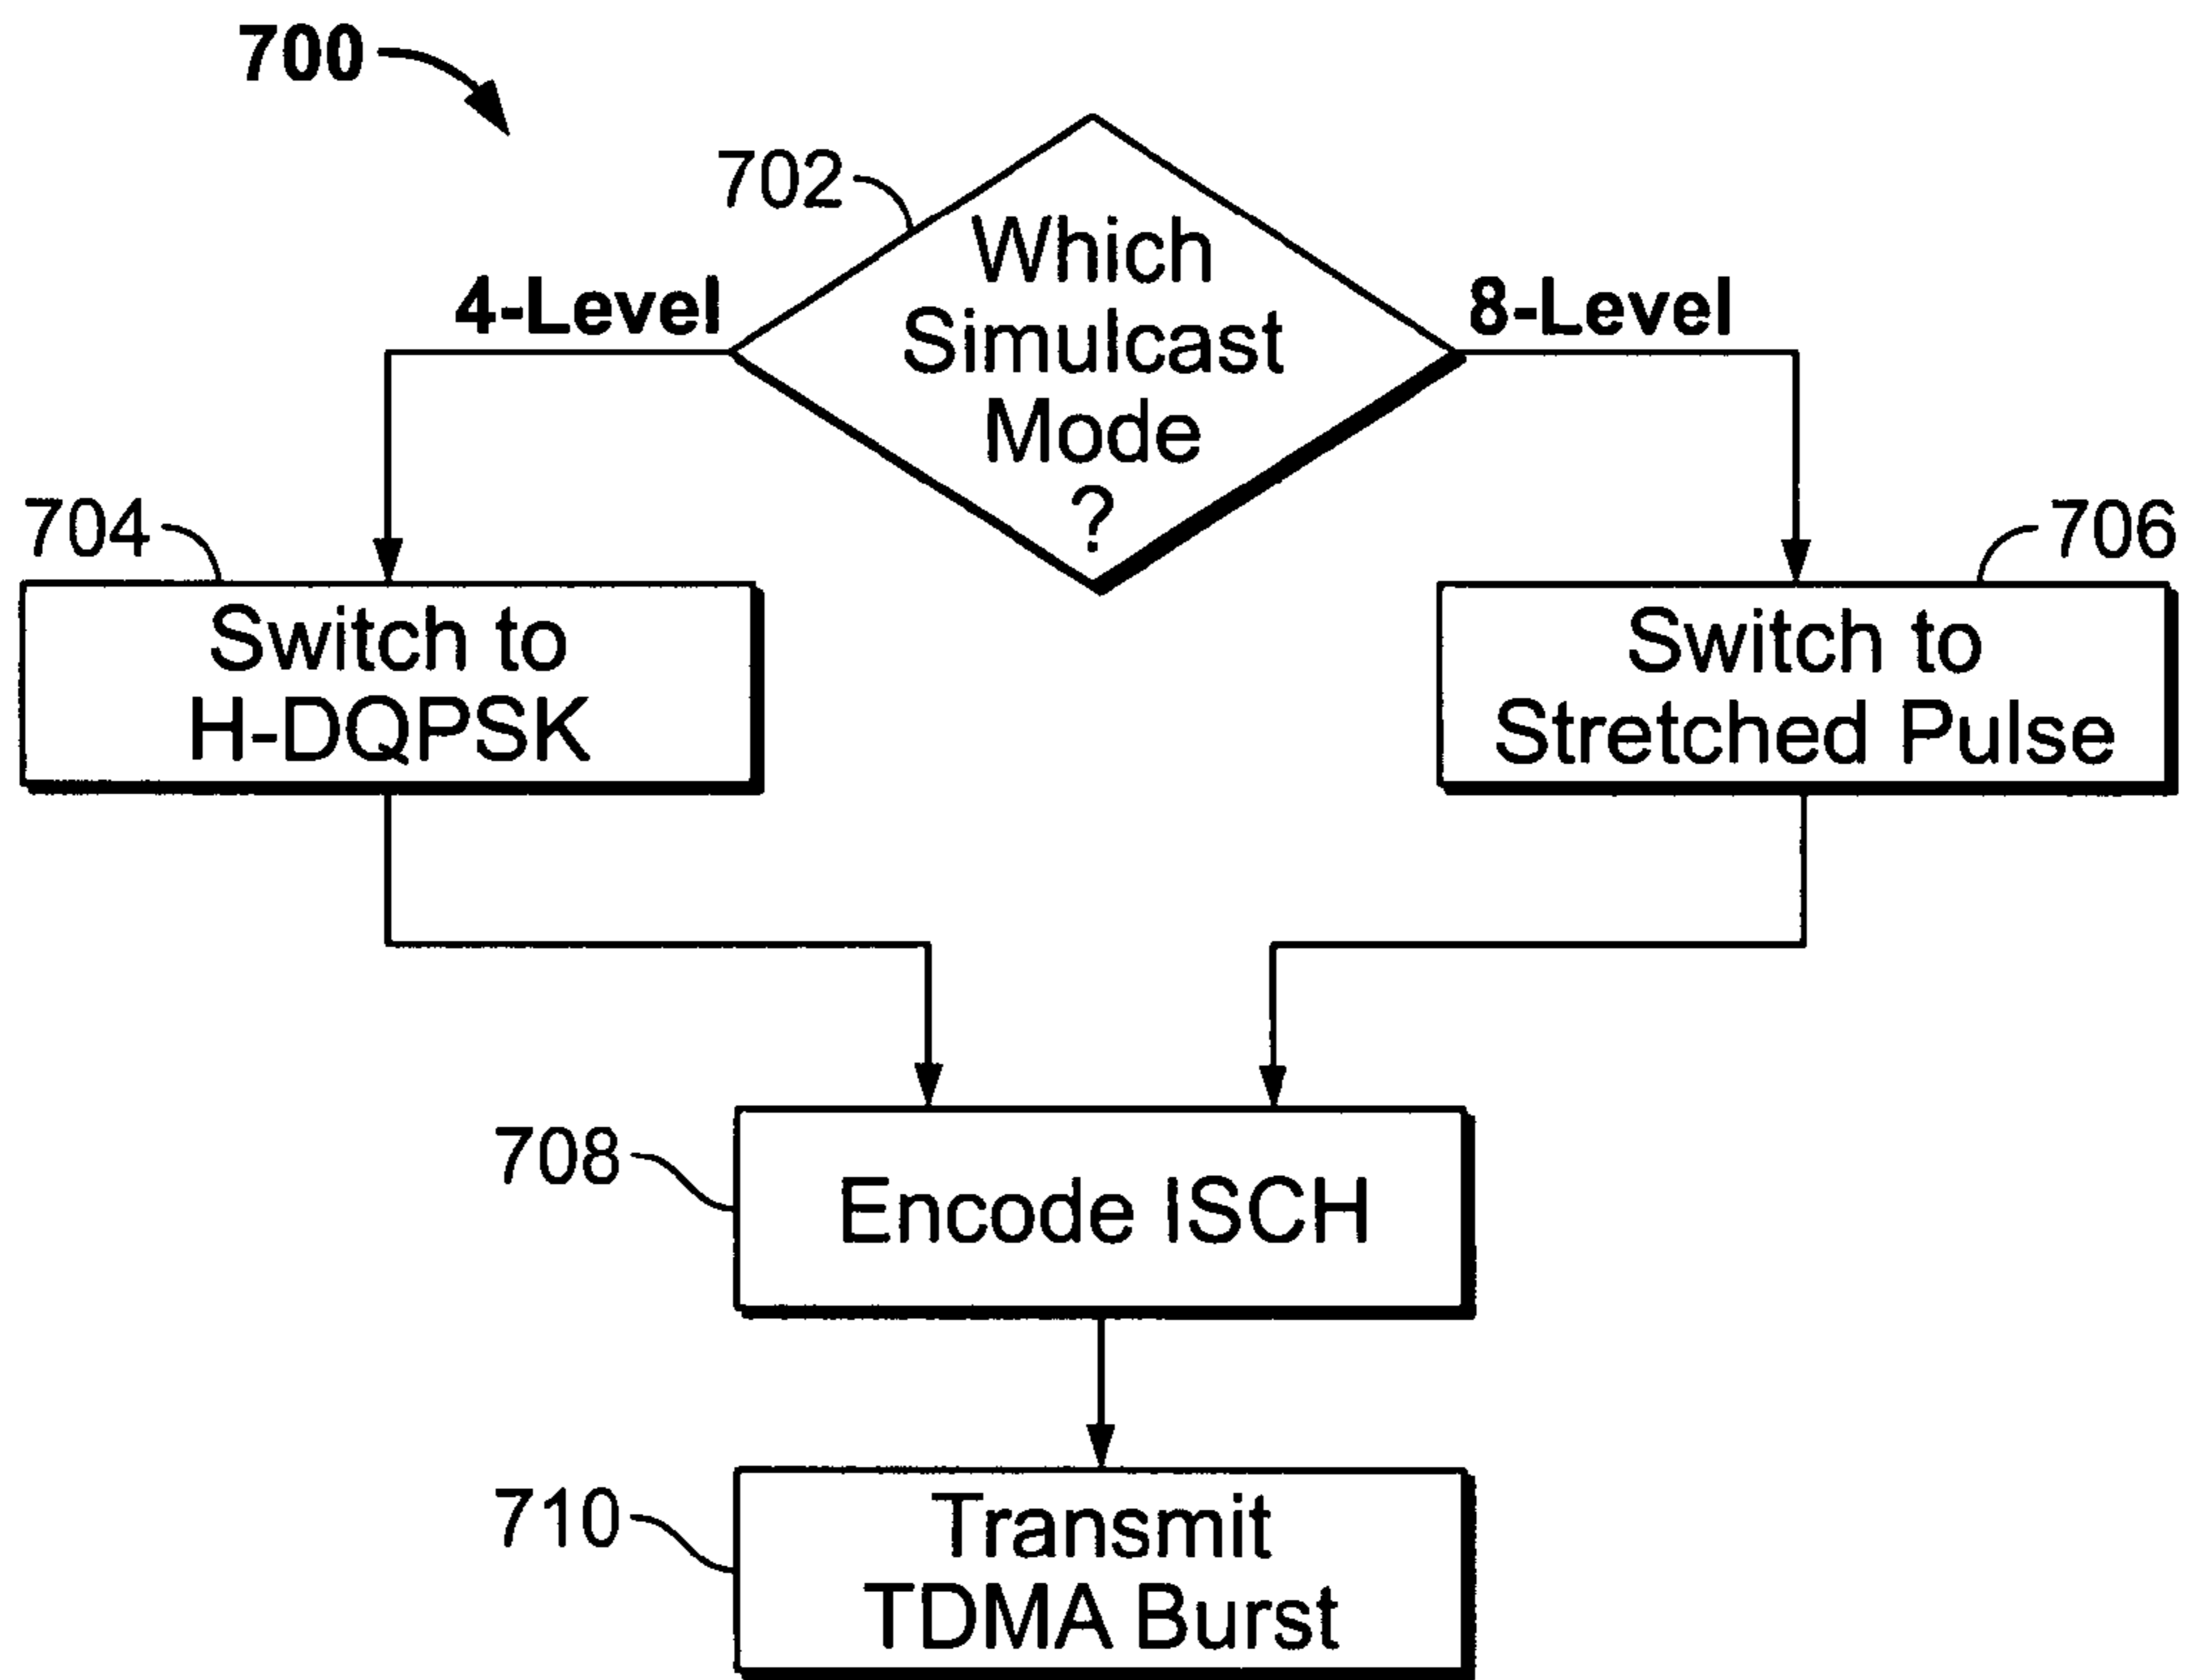 700
702
Which
Simulcast
Mode
?
4-Level
8-Level
704
Switch to
H-DQPSK
706
Switch to
Stretched Pulse
708
Encode ISCH
710
Transmit
TDMA Burst